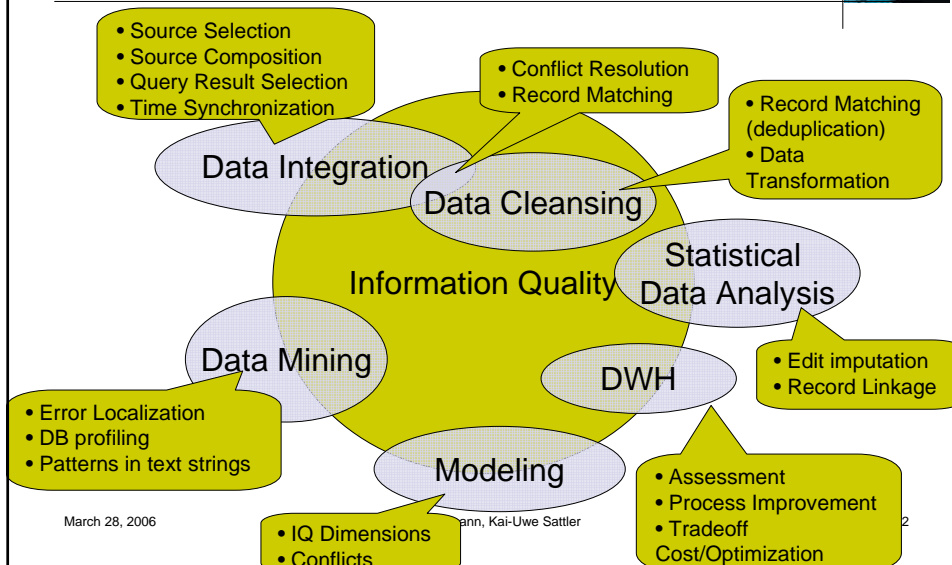 • Source Selection
• Source Composition
• Query Result Selection
• Time Synchronization
• Conflict Resolution
• Record Matching
• Record Matching
(deduplication)
• Data
Transformation
Data Integration
Data Cleansing
Statistical
Data Analysis
Information Quality
Data Mining
DWH
• Edit imputation
• Record Linkage
• Error Localization
• DB profiling
• Patterns in text strings
Modeling
• Assessment
• Process Improvement
• Tradeoff
Cost/Optimization
March 28, 2006
Kai-Uwe Sattler
2
• IQ Dimensions
• Conflicts